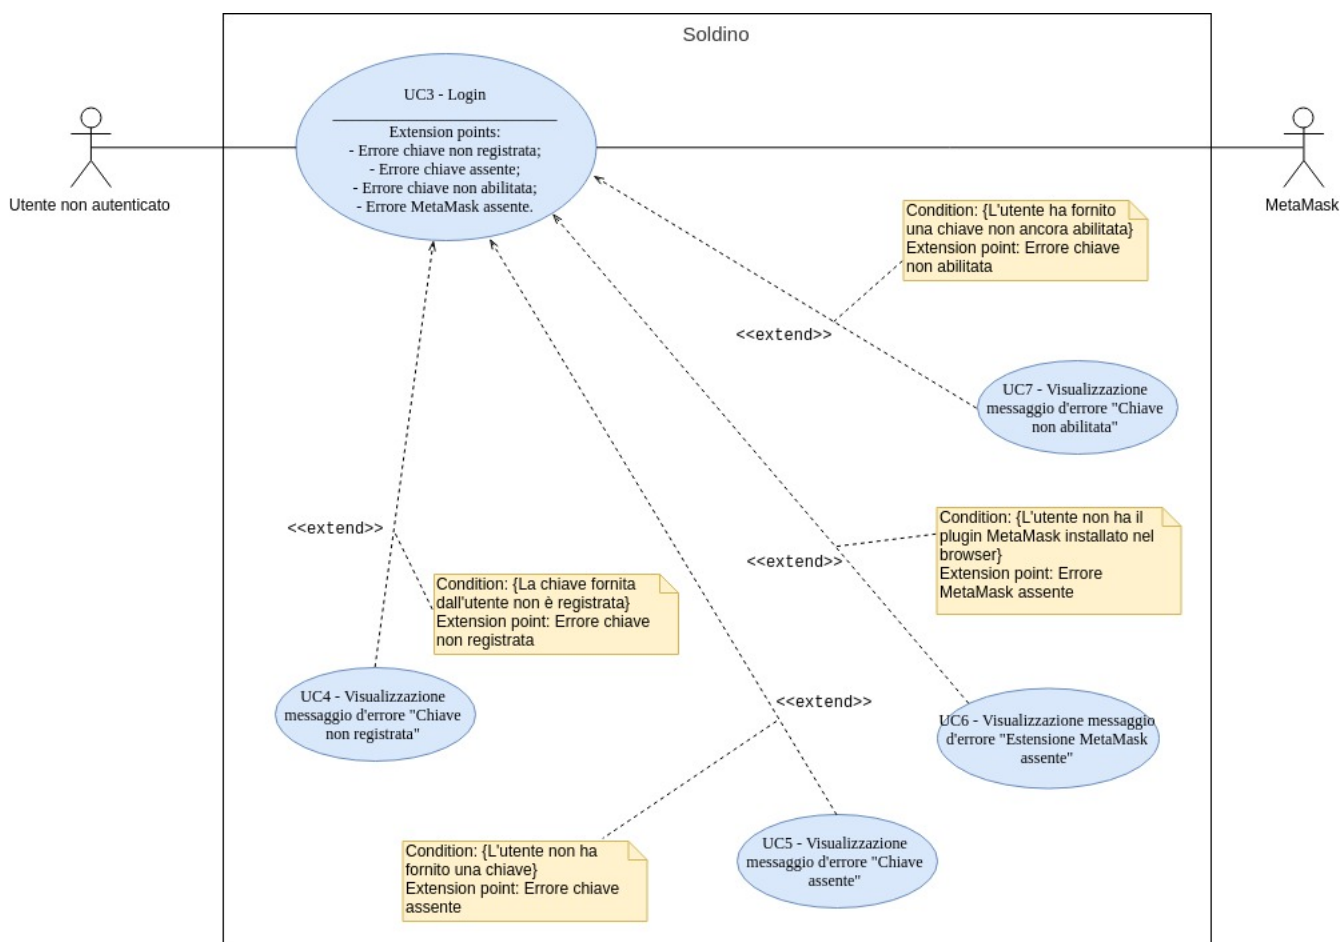 Soldino
UC3 - Login
Extension points:
- Errore chiave non registrata;
- Errore chiave assente;
- Errore chiave non abilitata;
- Errore MetaMask assente.
Utente non autenticato
MetaMask
Condition: {L'utente ha fornito
una chiave non ancora abilitata}
Extension point: Errore chiave
non abilitata
<<extend>>
UC7 - Visualizzazione
messaggio d'errore "Chiave
non abilitata"
<<extend>>
Condition: {L'utente non ha il
plugin MetaMask installato nel
browser}
Extension point: Errore
MetaMask assente
<<extend>>
Condition: {La chiave fornita
dall'utente non è registrata}
Extension point: Errore chiave
non registrata
UC4 - Visualizzazione
messaggio d'errore "Chiave
non registrata"
<<extend>>
UC6 - Visualizzazione messaggio
d'errore "Estensione MetaMask
assente"
UC5 - Visualizzazione
messaggio d'errore "Chiave
assente"
Condition: {L'utente non ha
fornito una chiave}
Extension point: Errore chiave
assente